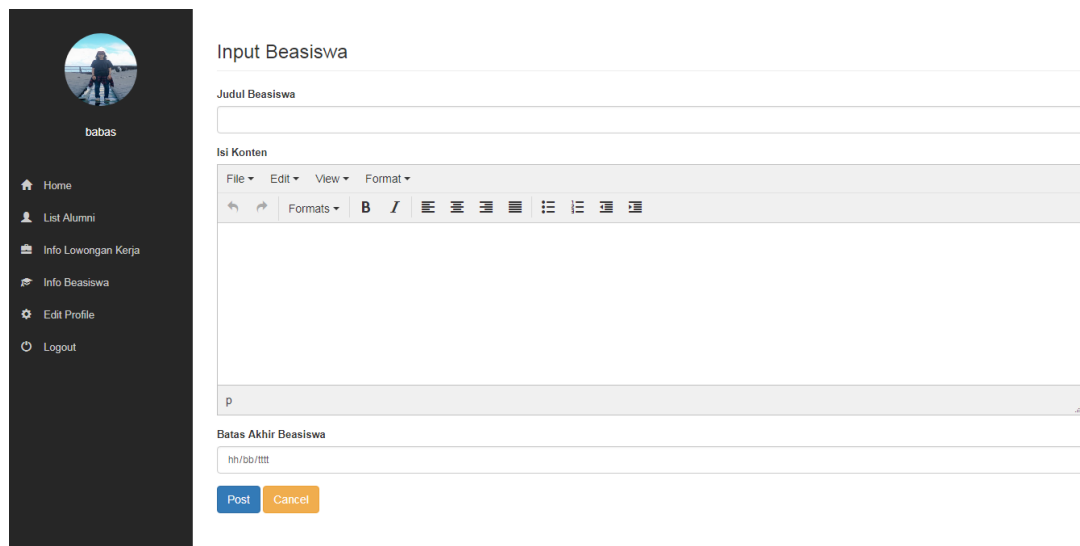 babas
Home
List Alumni
Info Lowongan Kerja
Info Beasiswa
Edit Profile
Logout
Input Beasiswa
Judul Beasiswa
Isi Konten
File Edit View Format
Formats B I
p
Batas Akhir Beasiswa
hh/bb/tttt
Post Cancel